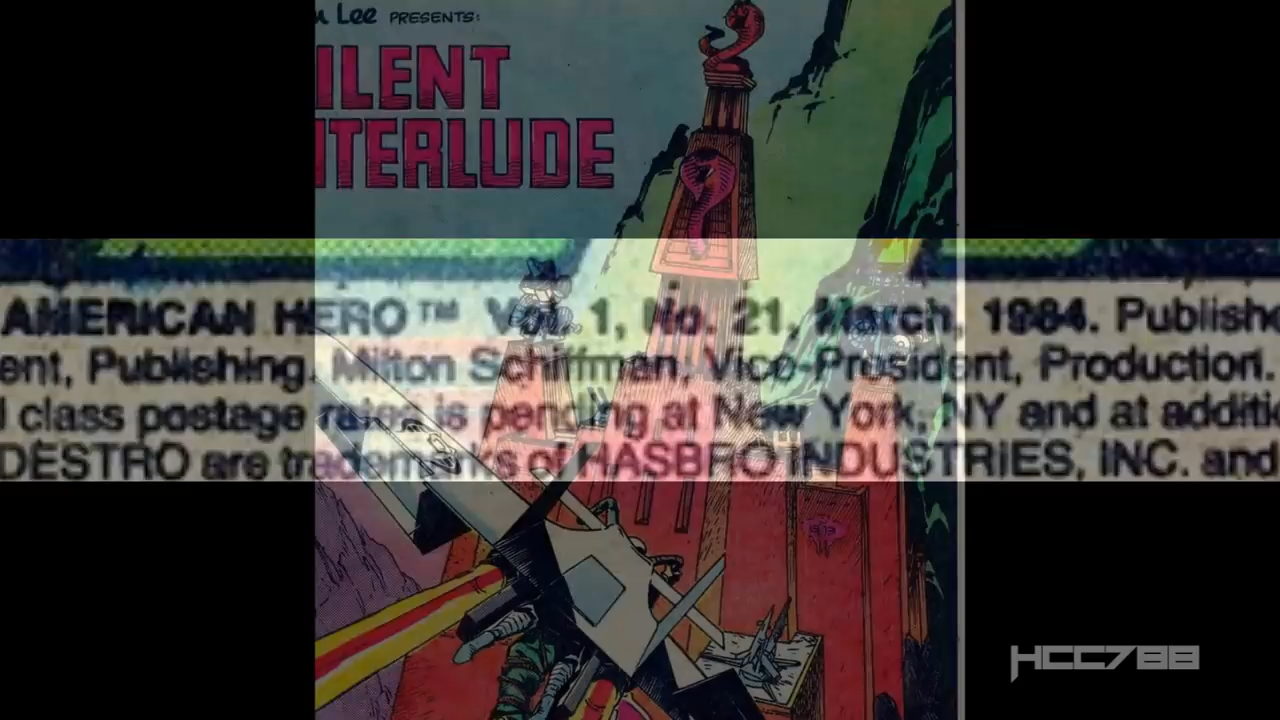 n Lee PRESENTS:
ILENT
NTERLUDE
AMERICAN HERO™ Vol. 1, No. 21, March, 1984. Publishe
ent, Publishing. Milton Schiffman, Vice-President, Production.
l class postage rates is pending at New York, NY and at additio
DESTRO are trademarks of HASBRO INDUSTRIES, INC. and
HCC788